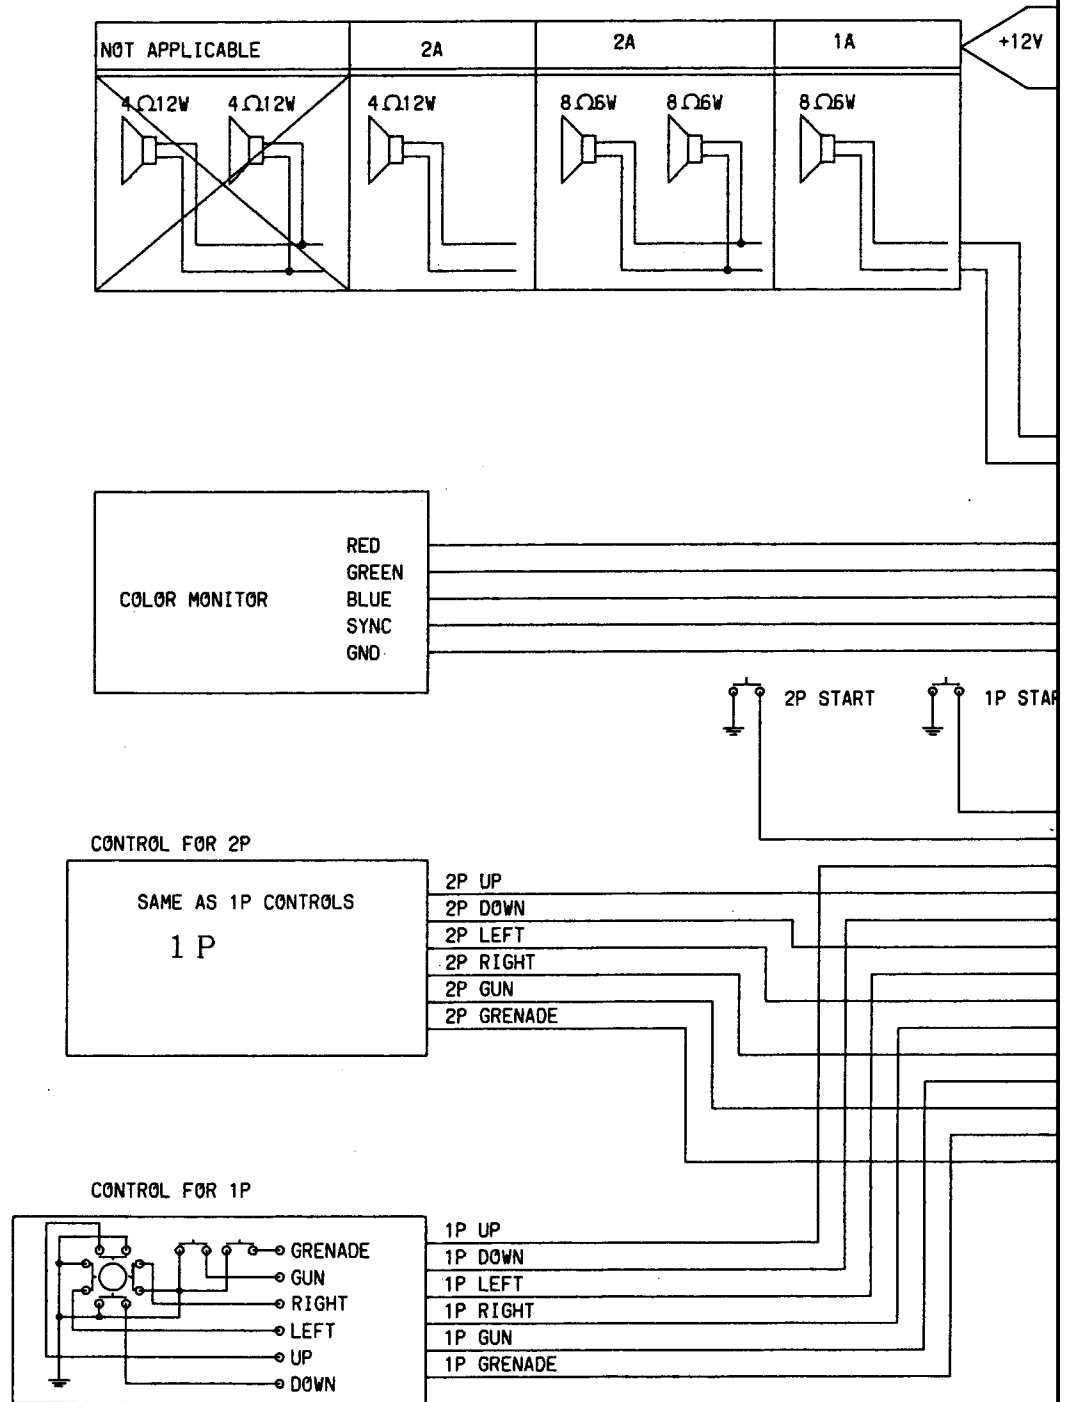 NOT APPLICABLE
2A
2A
1A
+12V
4Ω12W
4Ω12W
4Ω12W
8Ω6W
8Ω6W
8Ω6W
COLOR MONITOR
RED
GREEN
BLUE
SYNC
GND
2P START
1P STAR
CONTROL FOR 2P
SAME AS 1P CONTROLS
1 P
2P UP
2P DOWN
2P LEFT
2P RIGHT
2P GUN
2P GRENADE
CONTROL FOR 1P
GRENADE
GUN
RIGHT
LEFT
UP
DOWN
1P UP
1P DOWN
1P LEFT
1P RIGHT
1P GUN
1P GRENADE